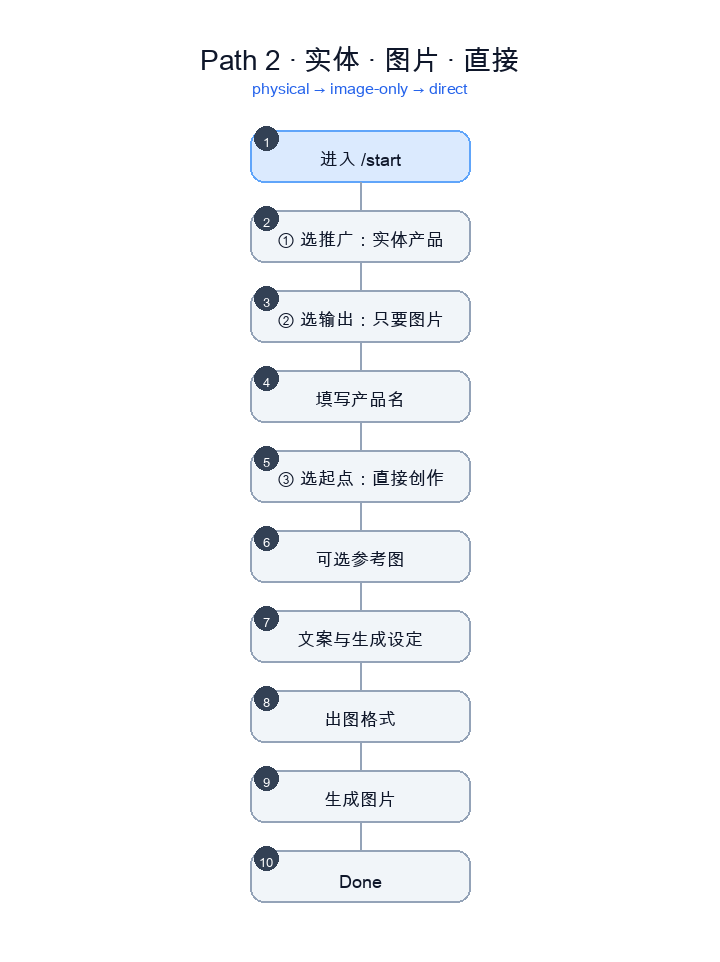 Path 2 · 实体 · 图片 · 直接
physical → image-only → direct
1
进入 /start
2
① 选推广：实体产品
3
② 选输出：只要图片
4
填写产品名
5
③ 选起点：直接创作
6
可选参考图
7
文案与生成设定
8
出图格式
9
生成图片
10
Done